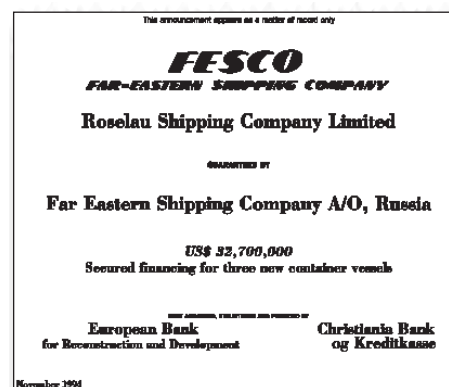 This announcement appears as a matter of record only
FESCO
FAR-EASTERN SHIPPING COMPANY
Roselau Shipping Company Limited
GUARANTEED BY
Far Eastern Shipping Company A/O, Russia
US$ 32,700,000
Secured financing for three new container vessels
European Bank
for Reconstruction and Development
Christiania Bank
og Kreditkasse
November 1994